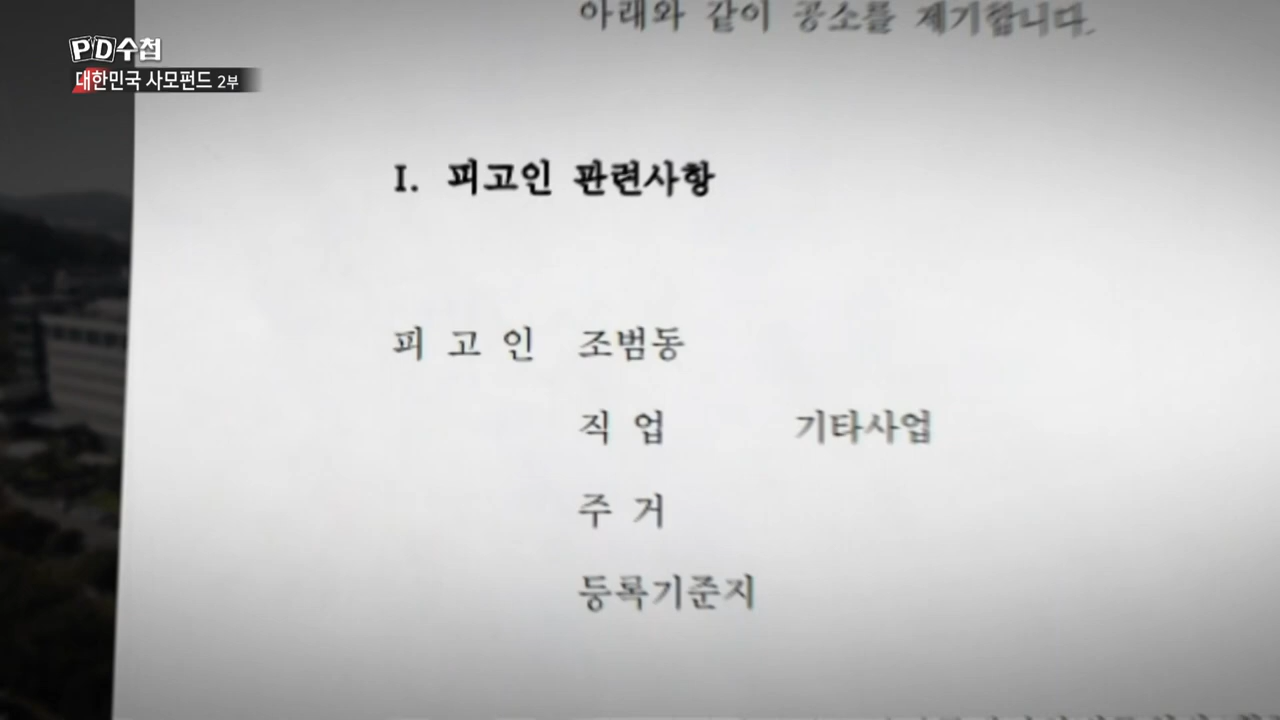 PD수첩
대한민국 사모펀드 2부
아래와 같이 공소를 제기합니다.
I. 피고인 관련사항
피 고 인 조범동
직 업 기타사업
주 거
등록기준지